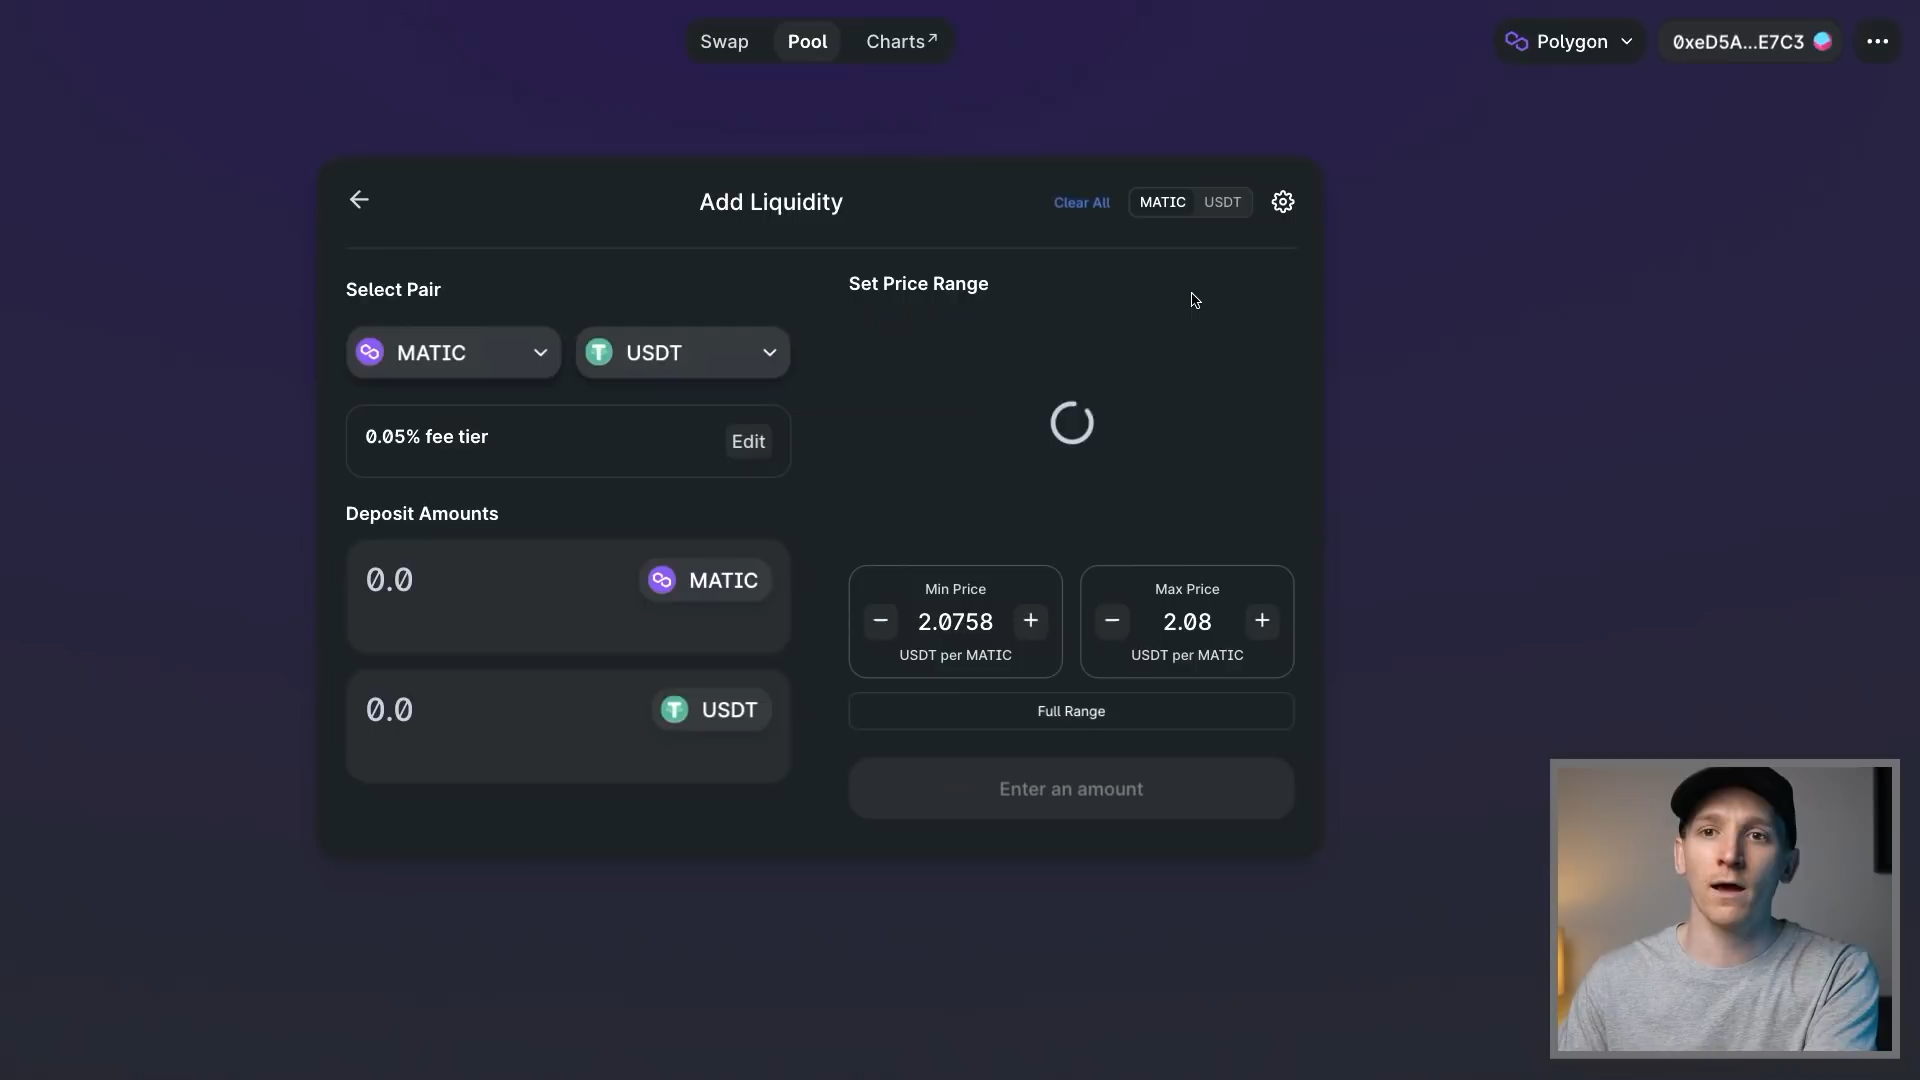 Swap Pool Charts↗
Polygon 0xeD5A...E7C3
Add Liquidity
Clear All MATIC USDT
Select Pair
MATIC USDT
0.05% fee tier Edit
Deposit Amounts
0.0 MATIC
0.0 USDT
Set Price Range
Min Price
- 2.0758 +
USDT per MATIC
Max Price
- 2.08 +
USDT per MATIC
Full Range
Enter an amount